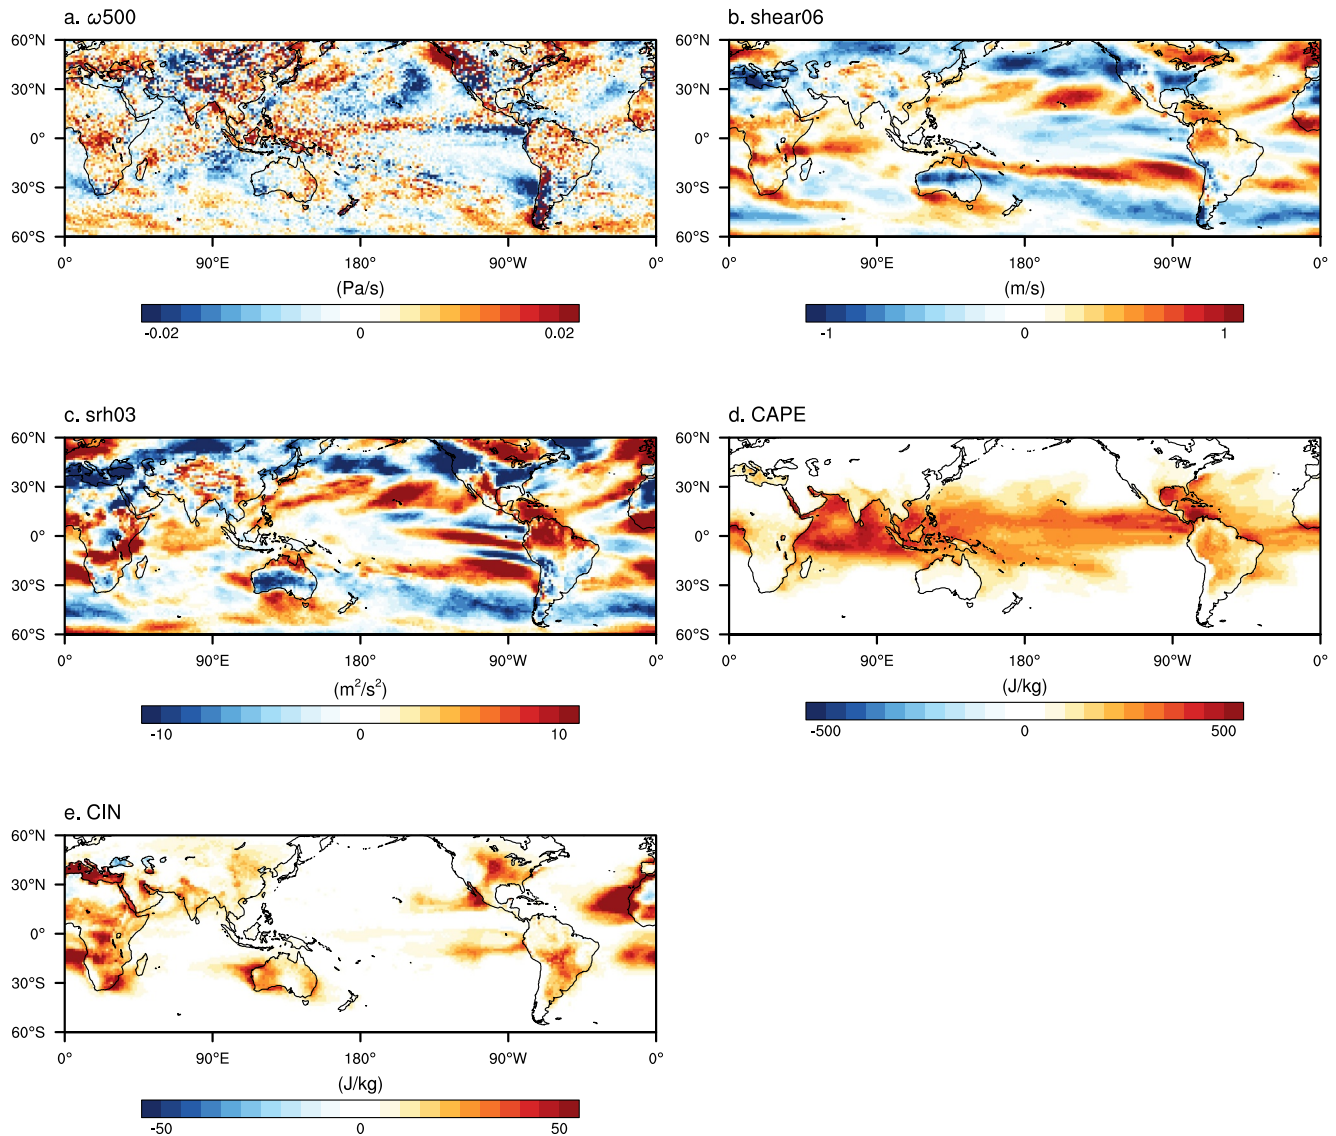 a. ω500
b. shear06
60°N
30°N
0°
30°S
60°S
0°
90°E
180°
90°W
0°
(Pa/s)
-0.02
0
0.02
60°N
30°N
0°
30°S
60°S
0°
90°E
180°
90°W
0°
(m/s)
-1
0
1
c. srh03
d. CAPE
60°N
30°N
0°
30°S
60°S
0°
90°E
180°
90°W
0°
(m²/s²)
-10
0
10
60°N
30°N
0°
30°S
60°S
0°
90°E
180°
90°W
0°
(J/kg)
-500
0
500
e. CIN
60°N
30°N
0°
30°S
60°S
0°
90°E
180°
90°W
0°
(J/kg)
-50
0
50